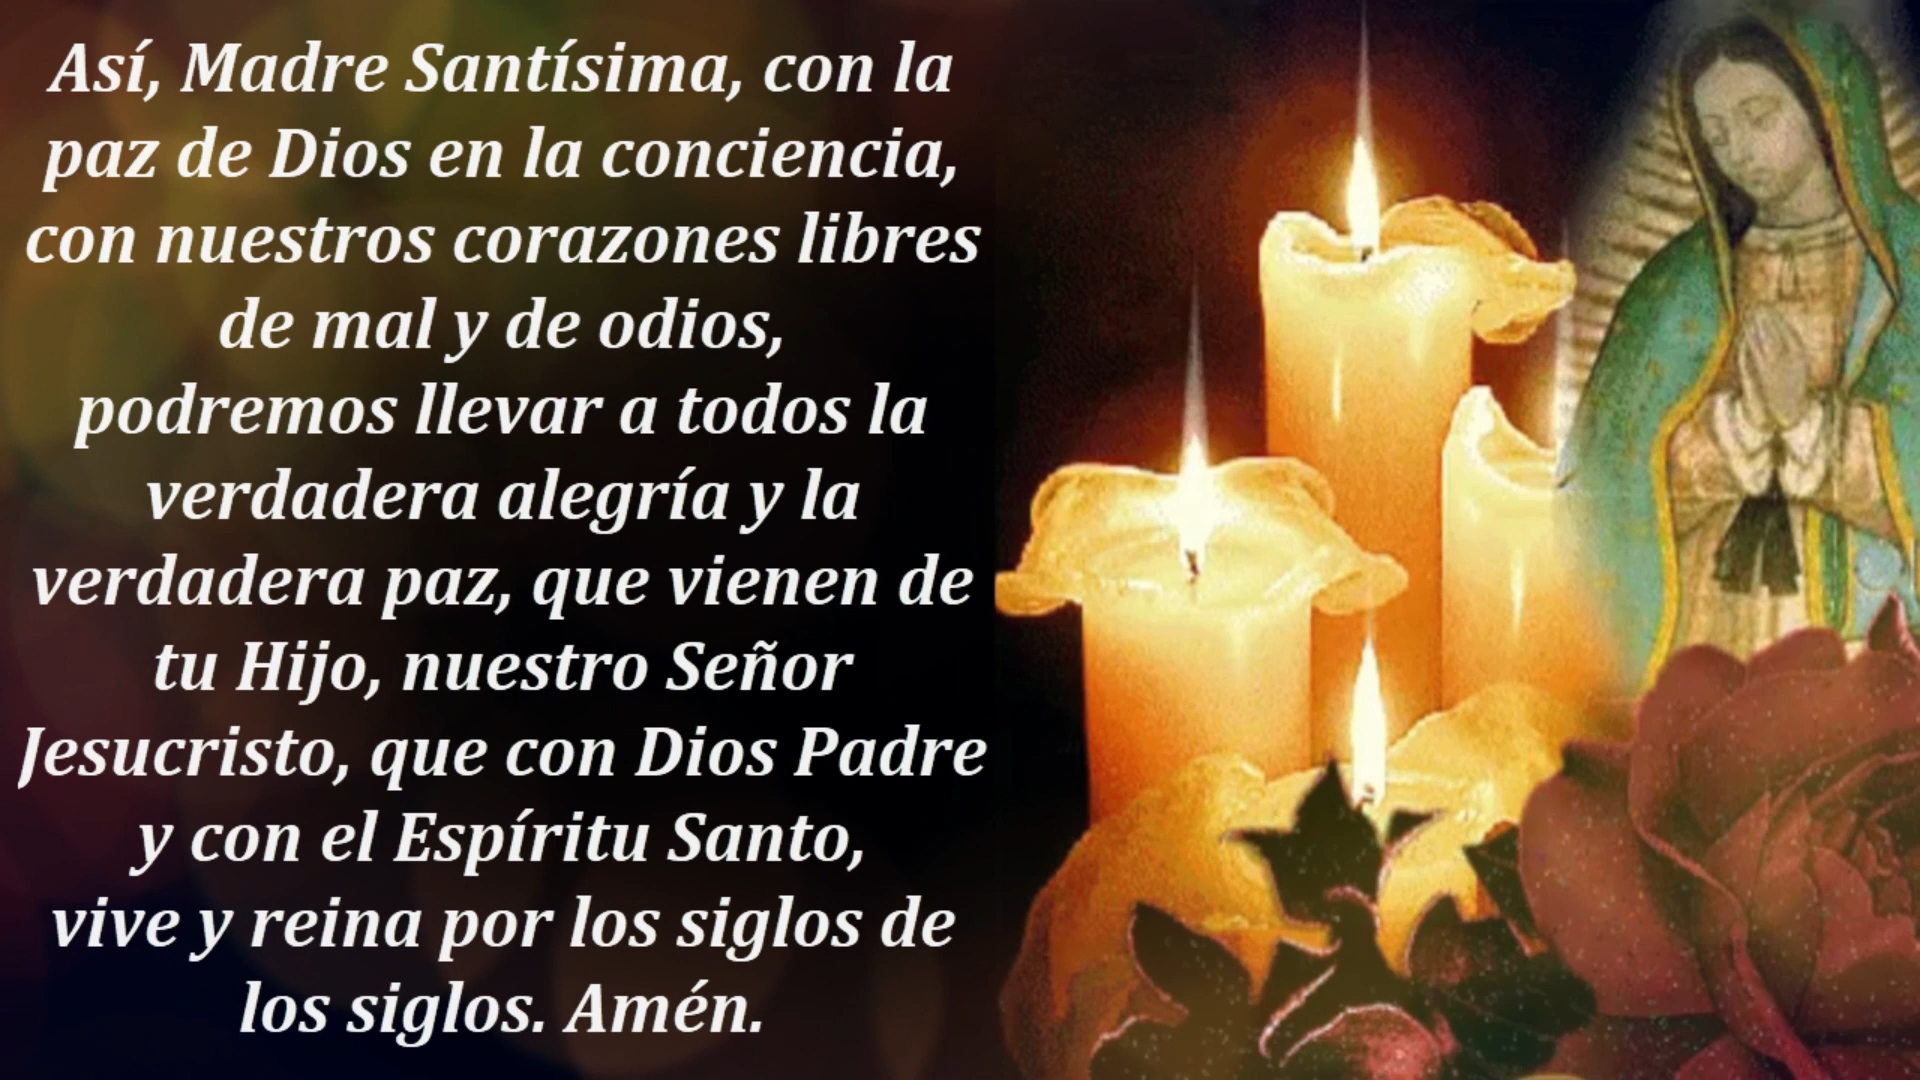 Así, Madre Santísima, con la
paz de Dios en la conciencia,
con nuestros corazones libres
de mal y de odios,
podremos llevar a todos la
verdadera alegría y la
verdadera paz, que vienen de
tu Hijo, nuestro Señor
Jesucristo, que con Dios Padre
y con el Espíritu Santo,
vive y reina por los siglos de
los siglos. Amén.